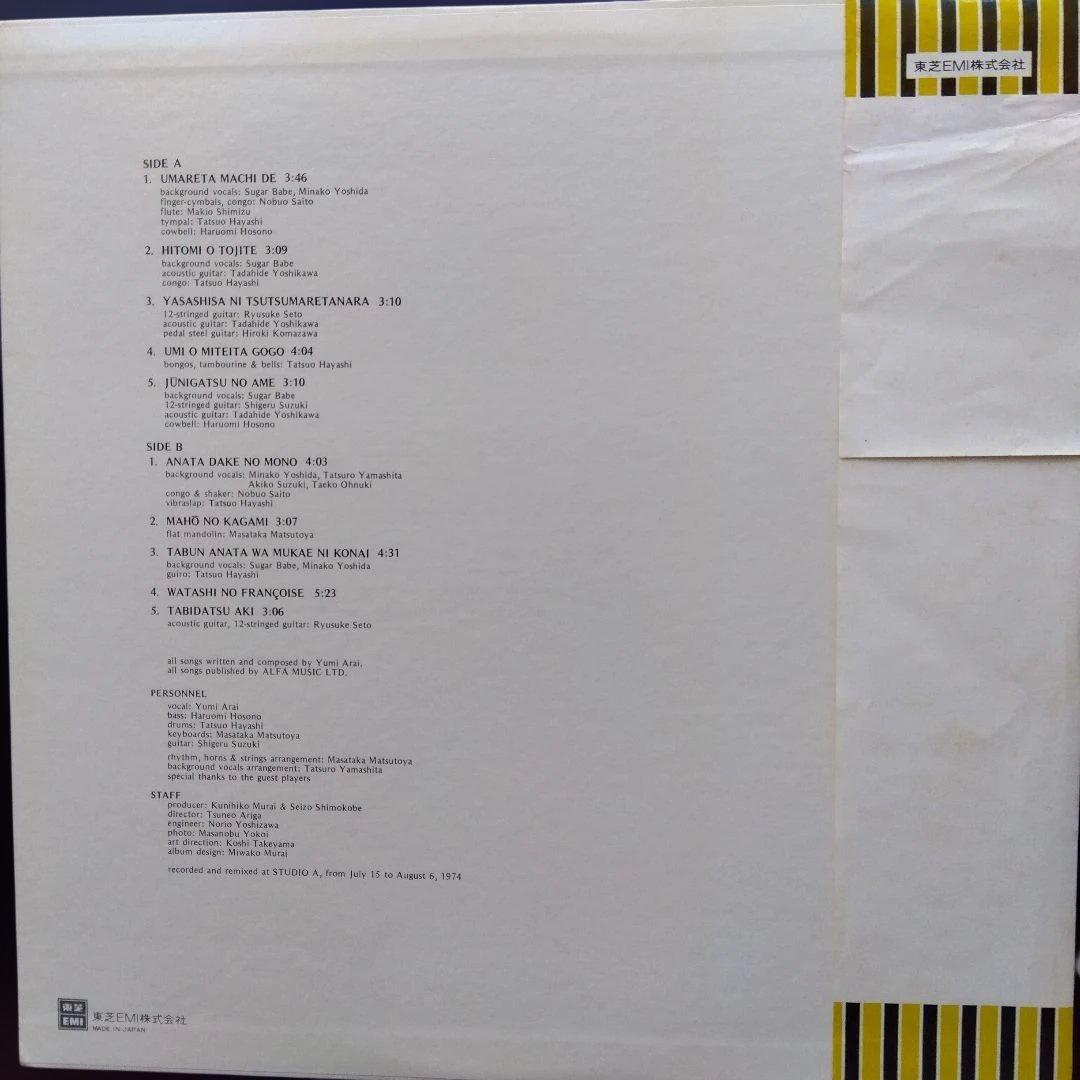 東芝EMI株式会社
SIDE A
1. UMARETA MACHI DE 3:46
background vocals: Sugar Babe, Minako Yoshida
finger-cymbals, congo: Nobuo Saito
flute: Makio Shimizu
tympal: Tatsuo Hayashi
cowbell: Haruomi Hosono
2. HITOMI O TOJITE 3:09
background vocals: Sugar Babe
acoustic guitar: Tadahide Yoshikawa
congo: Tatsuo Hayashi
3. YASASHISA NI TSUTSUMARETANARA 3:10
12-stringed guitar: Ryusuke Seto
acoustic guitar: Tadahide Yoshikawa
pedal steel guitar: Hiroki Komazawa
4. UMI O MITEITA GOGO 4:04
bongos, tambourine & bells: Tatsuo Hayashi
5. JŪNIGATSU NO AME 3:10
background vocals: Sugar Babe
12-stringed guitar: Shigeru Suzuki
acoustic guitar: Tadahide Yoshikawa
cowbell: Haruomi Hosono
SIDE B
1. ANATA DAKE NO MONO 4:03
background vocals: Minako Yoshida, Tatsuro Yamashita
Akiko Suzuki, Taeko Ohnuki
congo & shaker: Nobuo Saito
vibraslap: Tatsuo Hayashi
2. MAHŌ NO KAGAMI 3:07
flat mandolin: Masataka Matsutoya
3. TABUN ANATA WA MUKAE NI KONAI 4:31
background vocals: Sugar Babe, Minako Yoshida
guiro: Tatsuo Hayashi
4. WATASHI NO FRANÇOISE 5:23
5. TABIDATSU AKI 3:06
acoustic guitar, 12-stringed guitar: Ryusuke Seto
all songs written and composed by Yumi Arai.
all songs published by ALFA MUSIC LTD.
PERSONNEL
vocal: Yumi Arai
bass: Haruomi Hosono
drums: Tatsuo Hayashi
keyboards: Masataka Matsutoya
guitar: Shigeru Suzuki
rhythm, horns & strings arrangement: Masataka Matsutoya
background vocals arrangement: Tatsuro Yamashita
special thanks to the guest players
STAFF
producer: Kunihiko Murai & Seizo Shimokobe
director: Tsuneo Ariga
engineer: Norio Yoshizawa
photo: Masanobu Yokoi
art direction: Koshi Takeyama
album design: Miwako Murai
recorded and remixed at STUDIO A, from July 15 to August 6, 1974
東芝
EMI
東芝EMI株式会社
MADE IN JAPAN